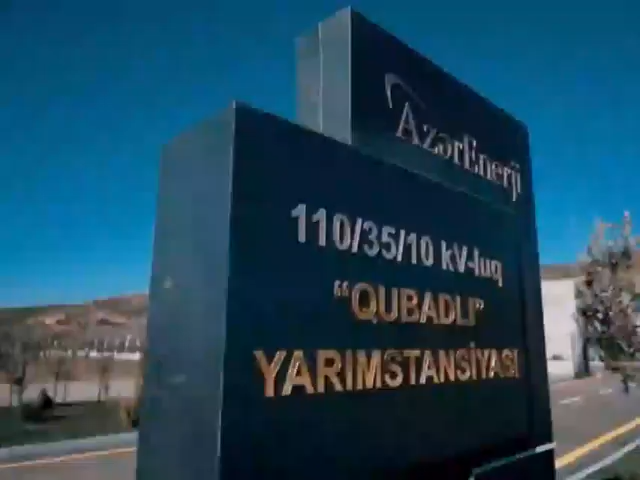 AzərEnerji
110/35/10 kV-luq
"QUBADLI"
YARIMSTANSİYASI